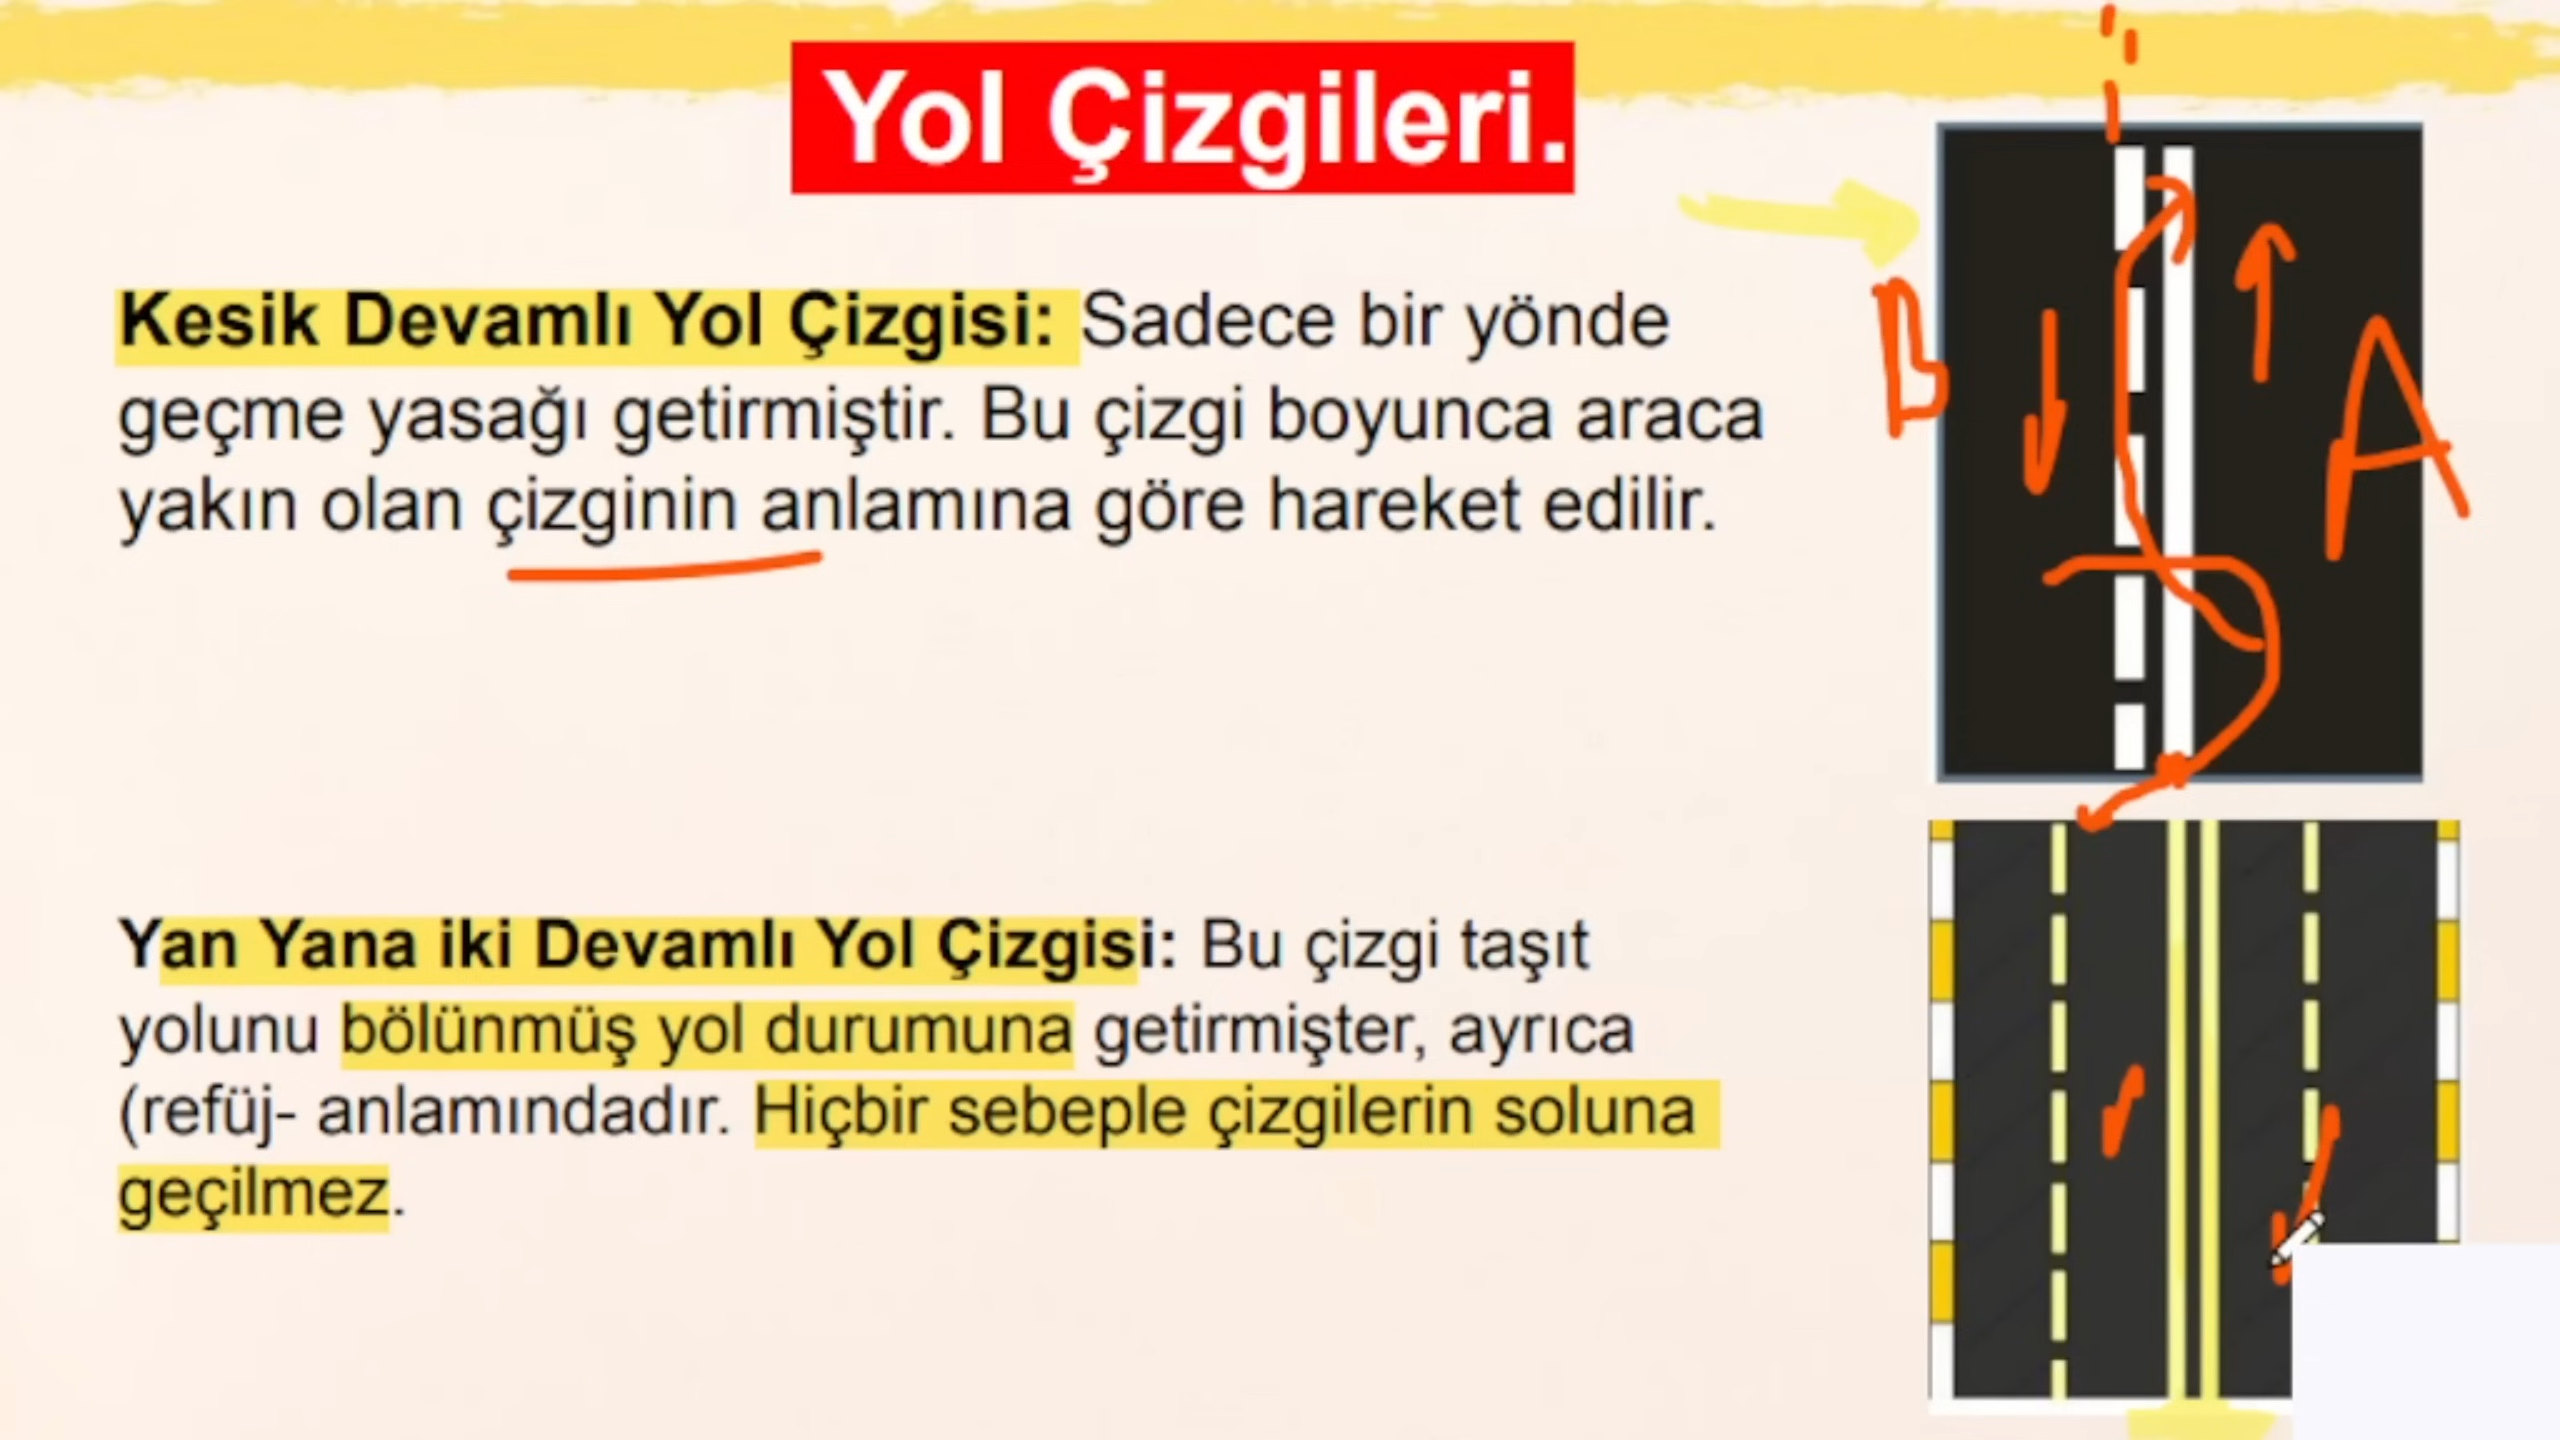 Yol Çizgileri.
Kesik Devamlı Yol Çizgisi: Sadece bir yönde
geçme yasağı getirmiştir. Bu çizgi boyunca araca
yakın olan çizginin anlamına göre hareket edilir.
B
A
Yan Yana iki Devamlı Yol Çizgisi: Bu çizgi taşıt
yolunu bölünmüş yol durumuna getirmişter, ayrıca
(refüj- anlamındadır. Hiçbir sebeple çizgilerin soluna
geçilmez.